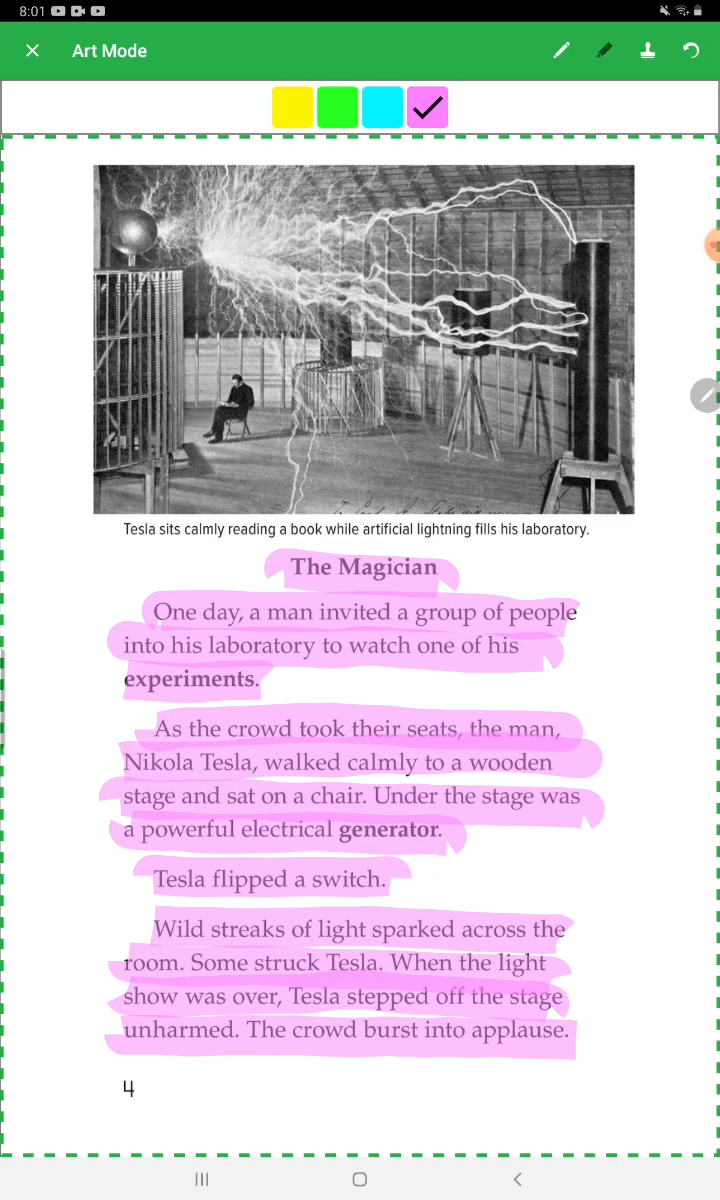 8:01
Art Mode
Tesla sits calmly reading a book while artificial lightning fills his laboratory.
The Magician
One day, a man invited a group of people
into his laboratory to watch one of his
experiments.
As the crowd took their seats, the man,
Nikola Tesla, walked calmly to a wooden
stage and sat on a chair. Under the stage was
a powerful electrical generator.
Tesla flipped a switch.
Wild streaks of light sparked across the
room. Some struck Tesla. When the light
show was over, Tesla stepped off the stage
unharmed. The crowd burst into applause.
4